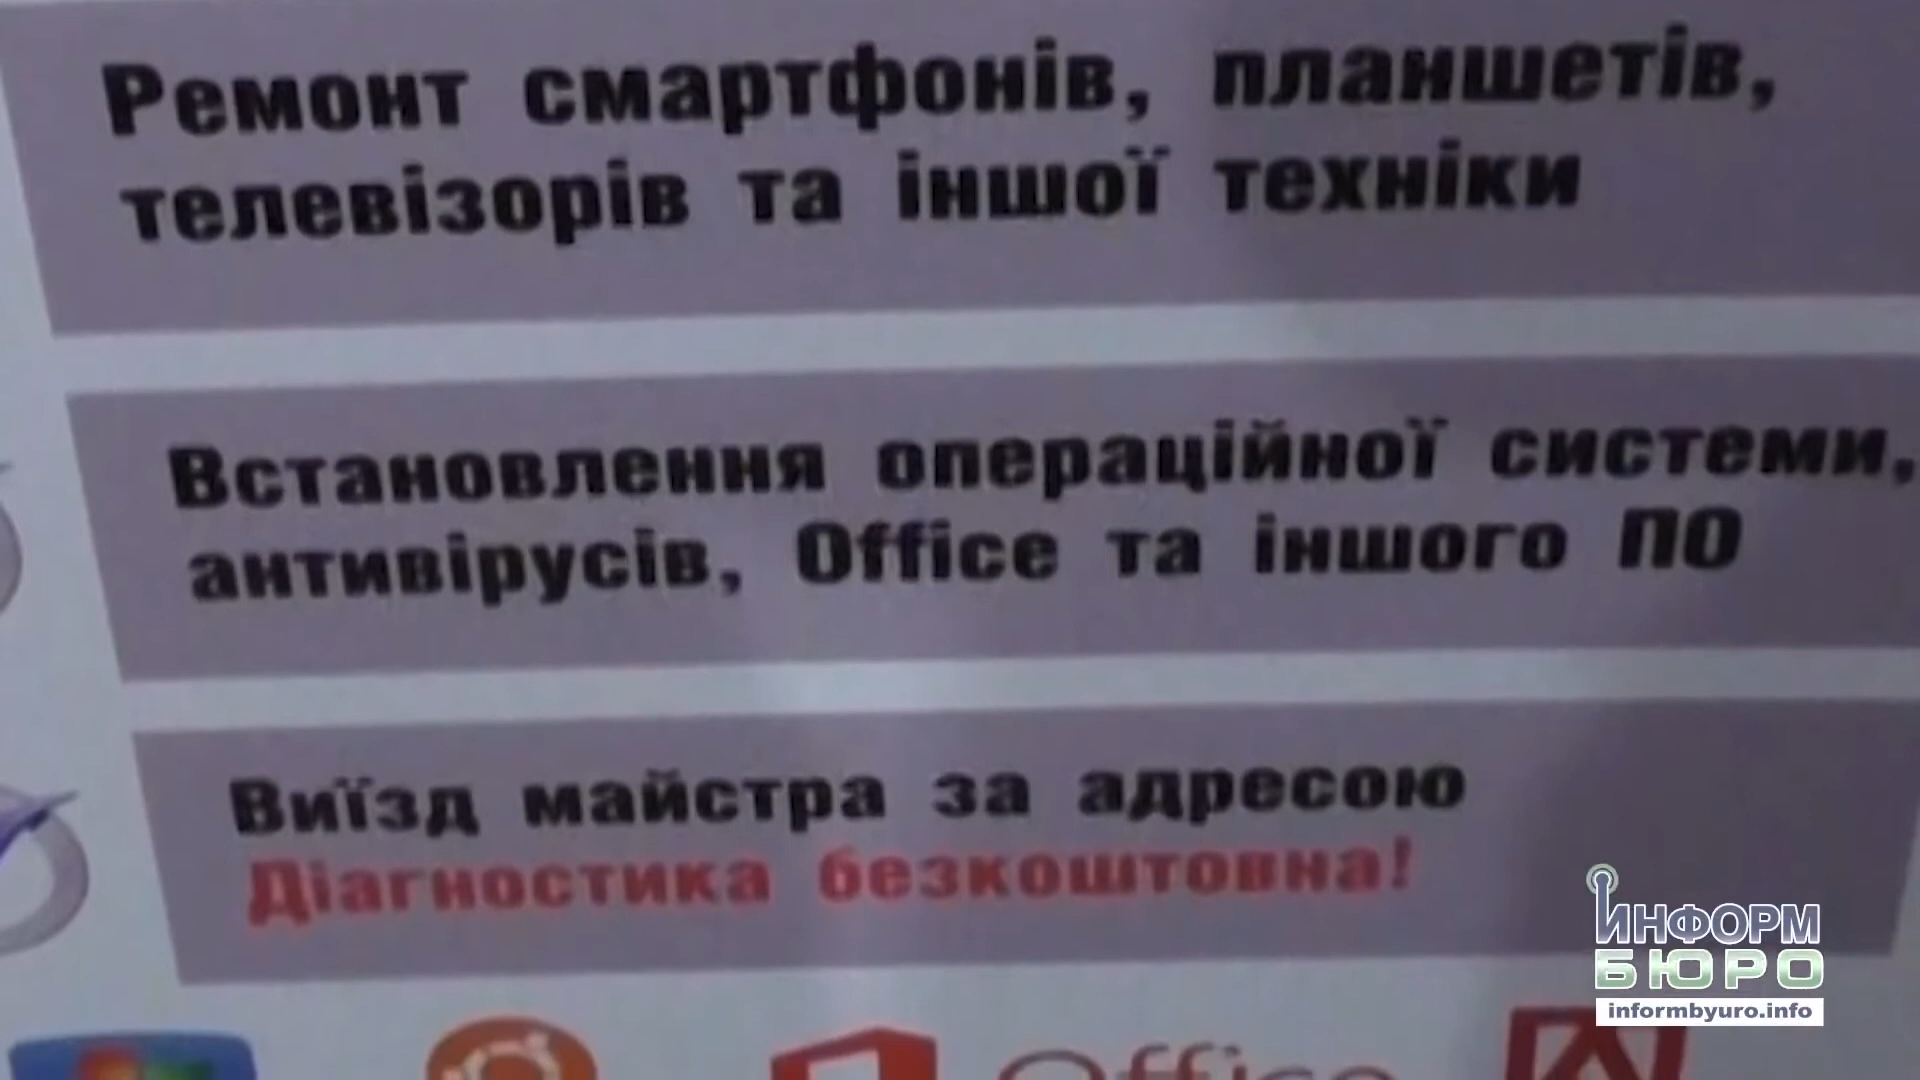 Ремонт смартфонів, планшетів,
телевізорів та іншої техніки
Встановлення операційної системи,
антивірусів, Office та іншого ПО
Виїзд майстра за адресою
Діагностика безкоштовна!
ИНФОРМ
БЮРО
informbyuro.info
Office